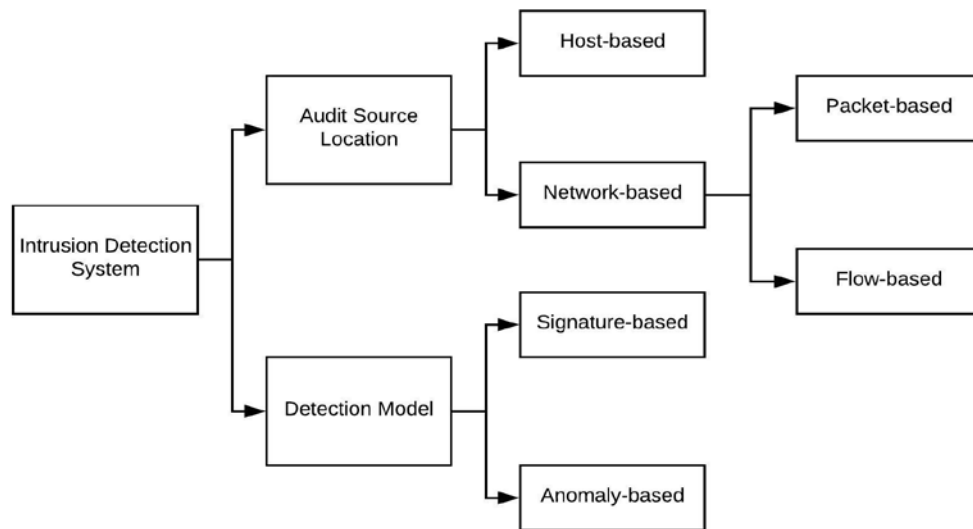 Host-based
Audit Source
Location
Packet-based
Network-based
Intrusion Detection
System
Flow-based
Signature-based
Detection Model
Anomaly-based